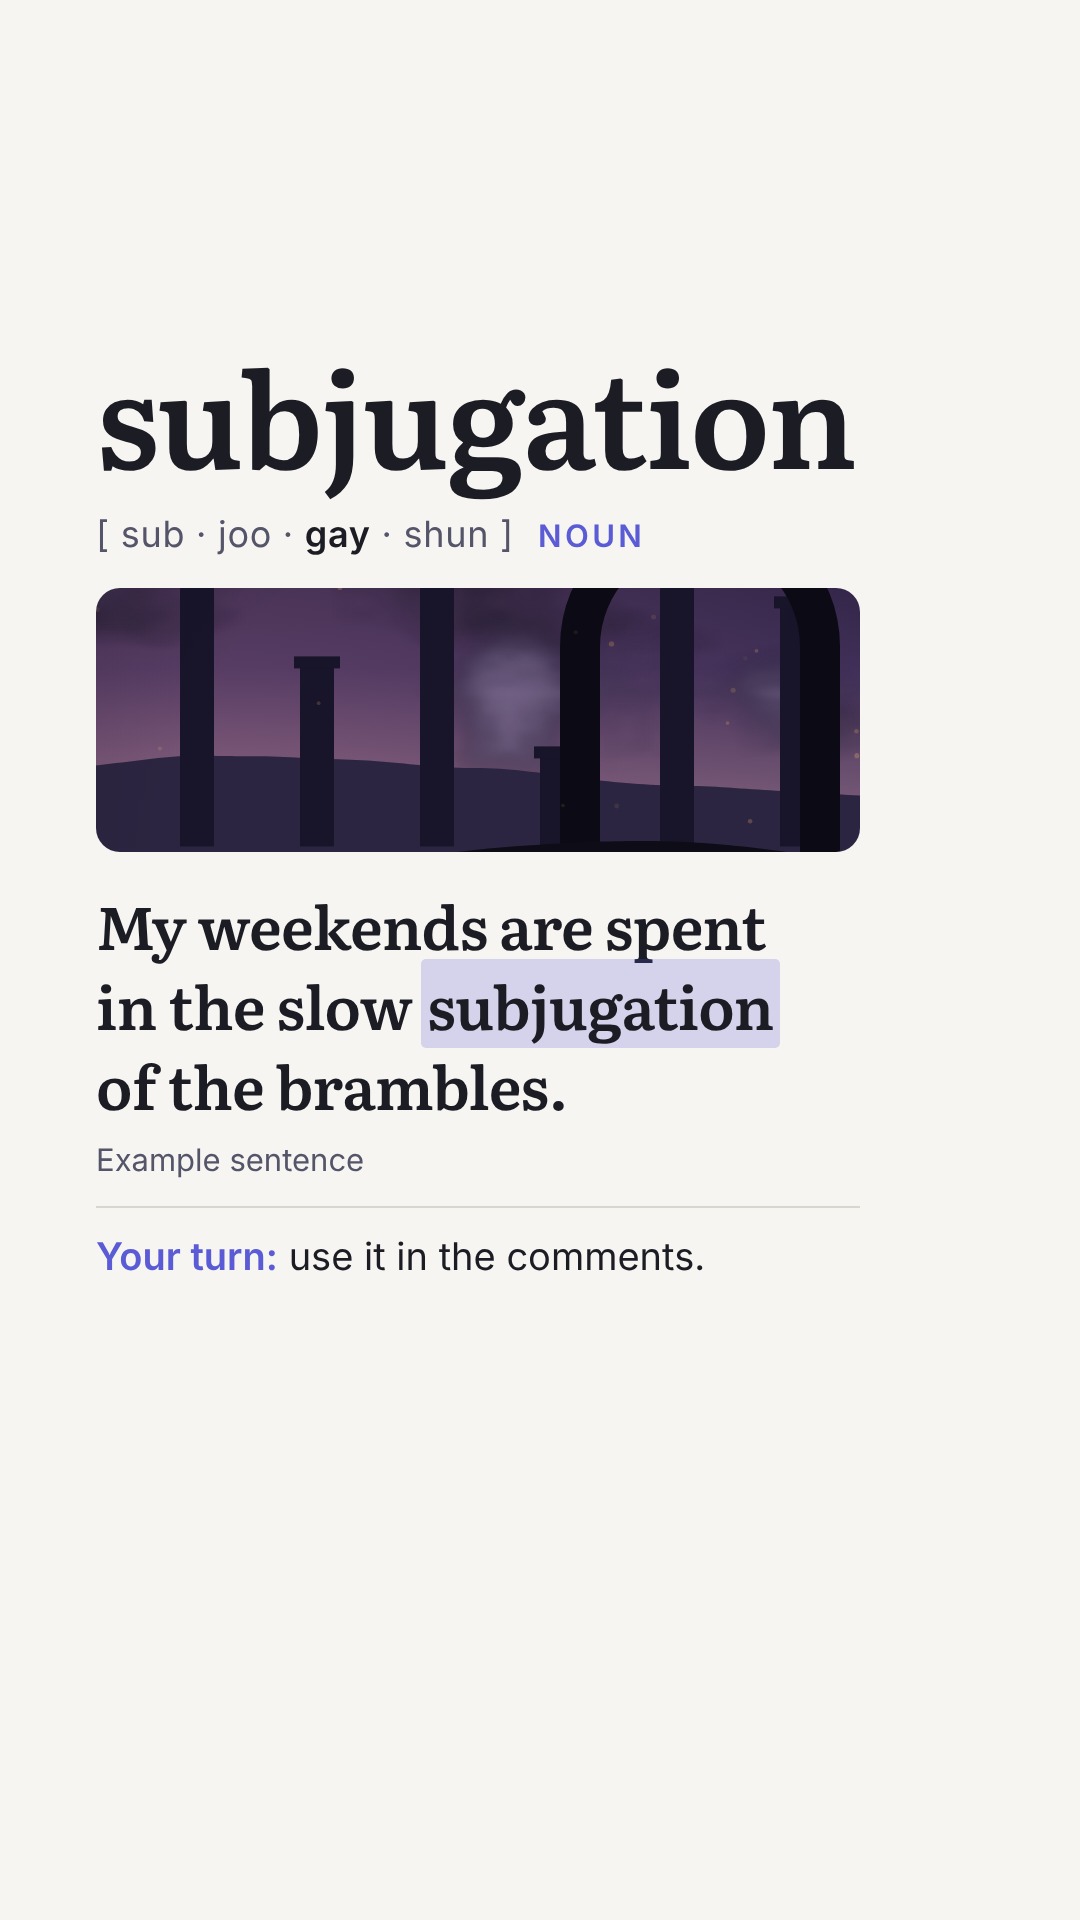 subjugation
[ sub · joo · gay · shun ] NOUN
My weekends are spent
in the slow subjugation
of the brambles.
Example sentence
Your turn: use it in the comments.